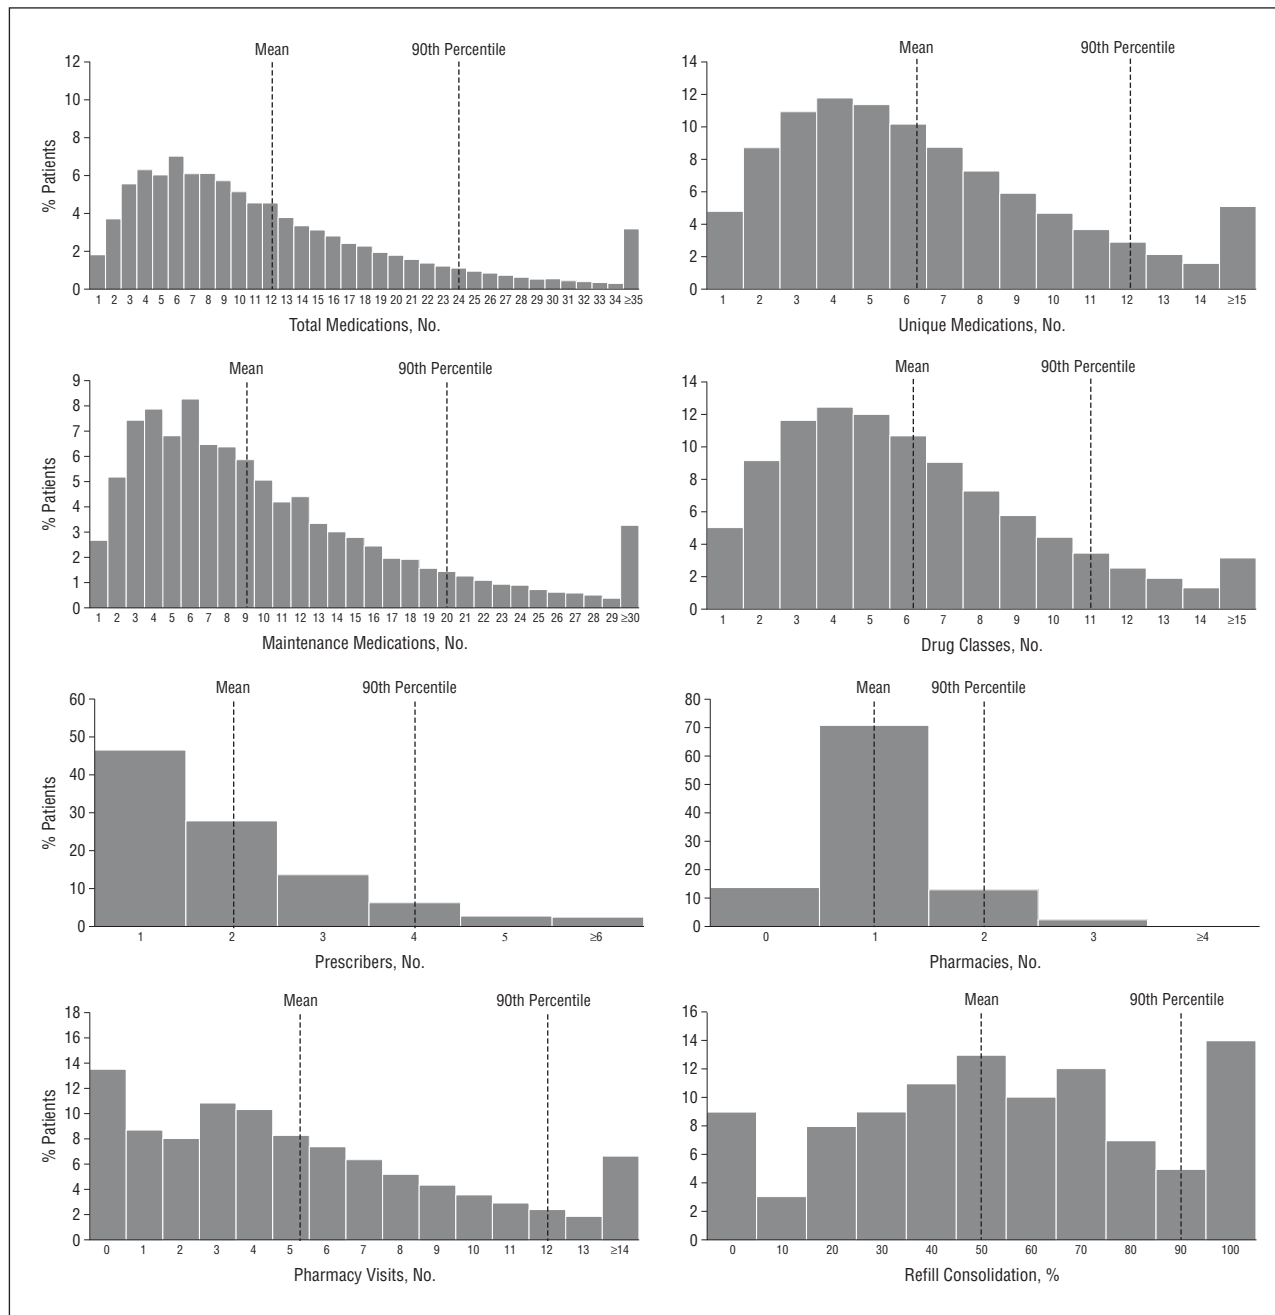 Mean 90th Percentile
12
10
8
6
4
2
0
% Patients
1 2 3 4 5 6 7 8 9 10 11 12 13 14 15 16 17 18 19 20 21 22 23 24 25 26 27 28 29 30 31 32 33 34 ≥35
Total Medications, No.
Mean 90th Percentile
14
12
10
8
6
4
2
0
1 2 3 4 5 6 7 8 9 10 11 12 13 14 ≥15
Unique Medications, No.
Mean 90th Percentile
9
8
7
6
5
4
3
2
1
0
% Patients
1 2 3 4 5 6 7 8 9 10 11 12 13 14 15 16 17 18 19 20 21 22 23 24 25 26 27 28 29 ≥30
Maintenance Medications, No.
Mean 90th Percentile
14
12
10
8
6
4
2
0
1 2 3 4 5 6 7 8 9 10 11 12 13 14 ≥15
Drug Classes, No.
Mean 90th Percentile
60
50
40
30
20
10
0
% Patients
1 2 3 4 5 ≥6
Prescribers, No.
Mean 90th Percentile
80
70
60
50
40
30
20
10
0
0 1 2 3 ≥4
Pharmacies, No.
Mean 90th Percentile
18
16
14
12
10
8
6
4
2
0
% Patients
0 1 2 3 4 5 6 7 8 9 10 11 12 13 ≥14
Pharmacy Visits, No.
Mean 90th Percentile
16
14
12
10
8
6
4
2
0
0 10 20 30 40 50 60 70 80 90 100
Refill Consolidation, %